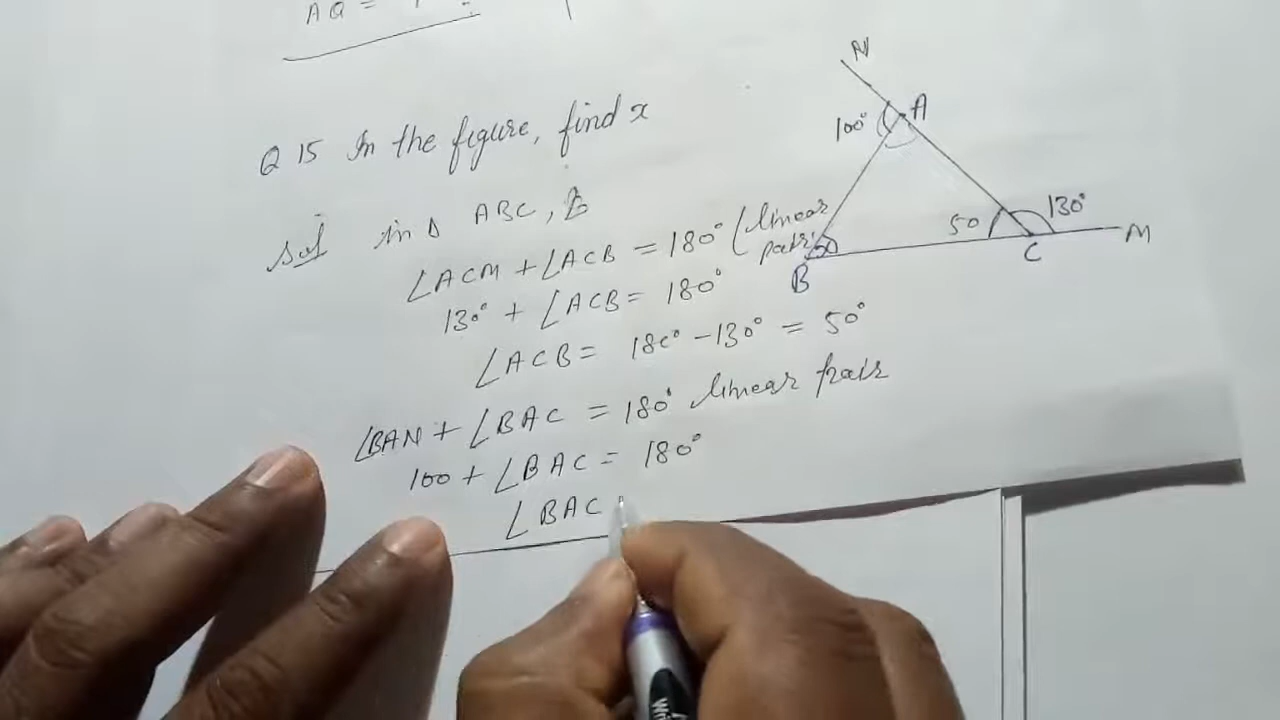 AQ =
Q 15 In the figure, find x
Sol in Δ ABC,
∠ACM + ∠ACB = 180° (linear pair)
130° + ∠ACB = 180°
∠ACB = 180° - 130° = 50°
∠BAN + ∠BAC = 180° linear pair
100 + ∠BAC = 180°
∠BAC
N
A
100°
50
130°
M
C
B
x